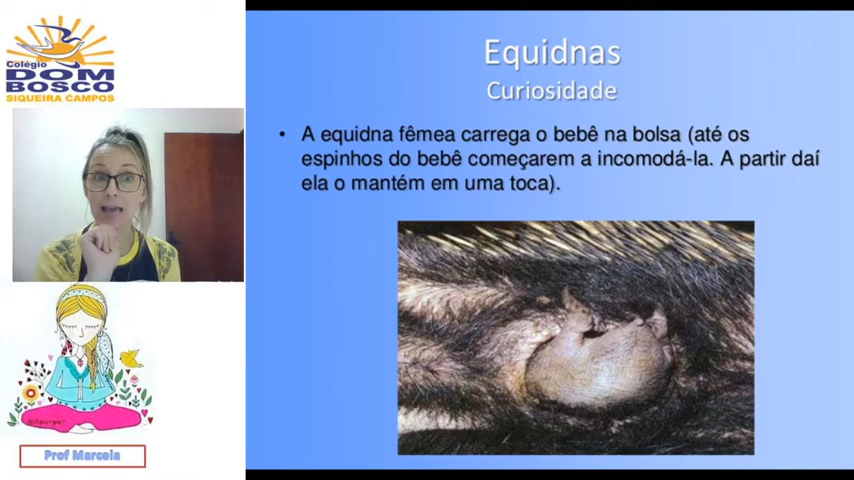 Colégio
DOM
BOSCO
SIQUEIRA CAMPOS
Prof Marcela
Equidnas
Curiosidade
• A equidna fêmea carrega o bebê na bolsa (até os
espinhos do bebê começarem a incomodá-la. A partir daí
ela o mantém em uma toca).